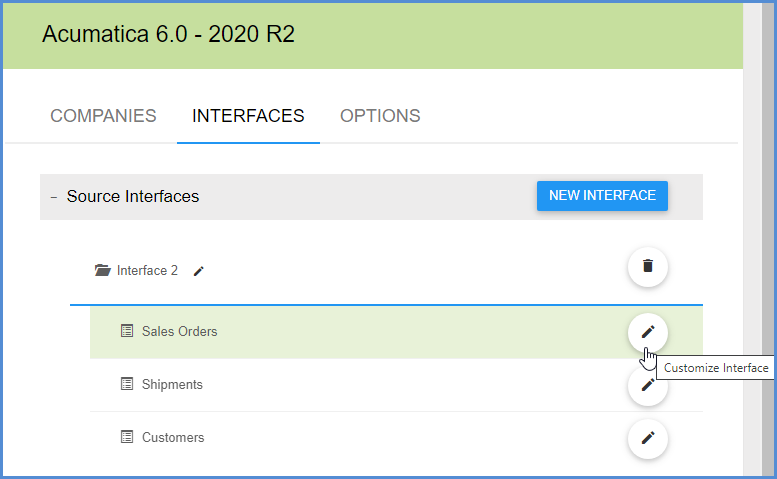 Acumatica 6.0 - 2020 R2
COMPANIES INTERFACES OPTIONS
– Source Interfaces NEW INTERFACE
Interface 2
Sales Orders
Customize Interface
Shipments
Customers